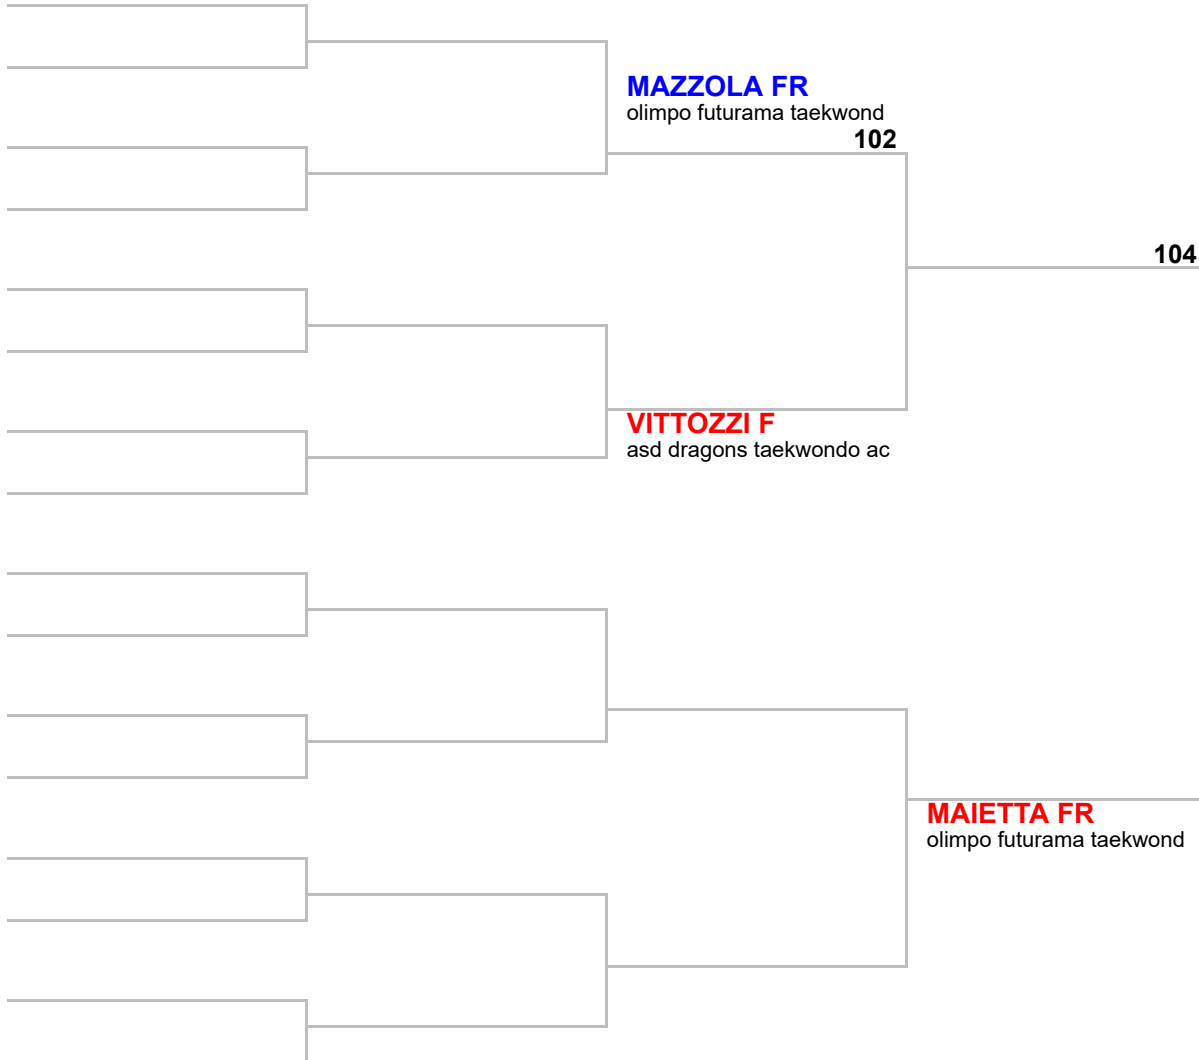 MAZZOLA FR
olimpo futurama taekwond
102
104
VITTOZZI F
asd dragons taekwondo ac
MAIETTA FR
olimpo futurama taekwond